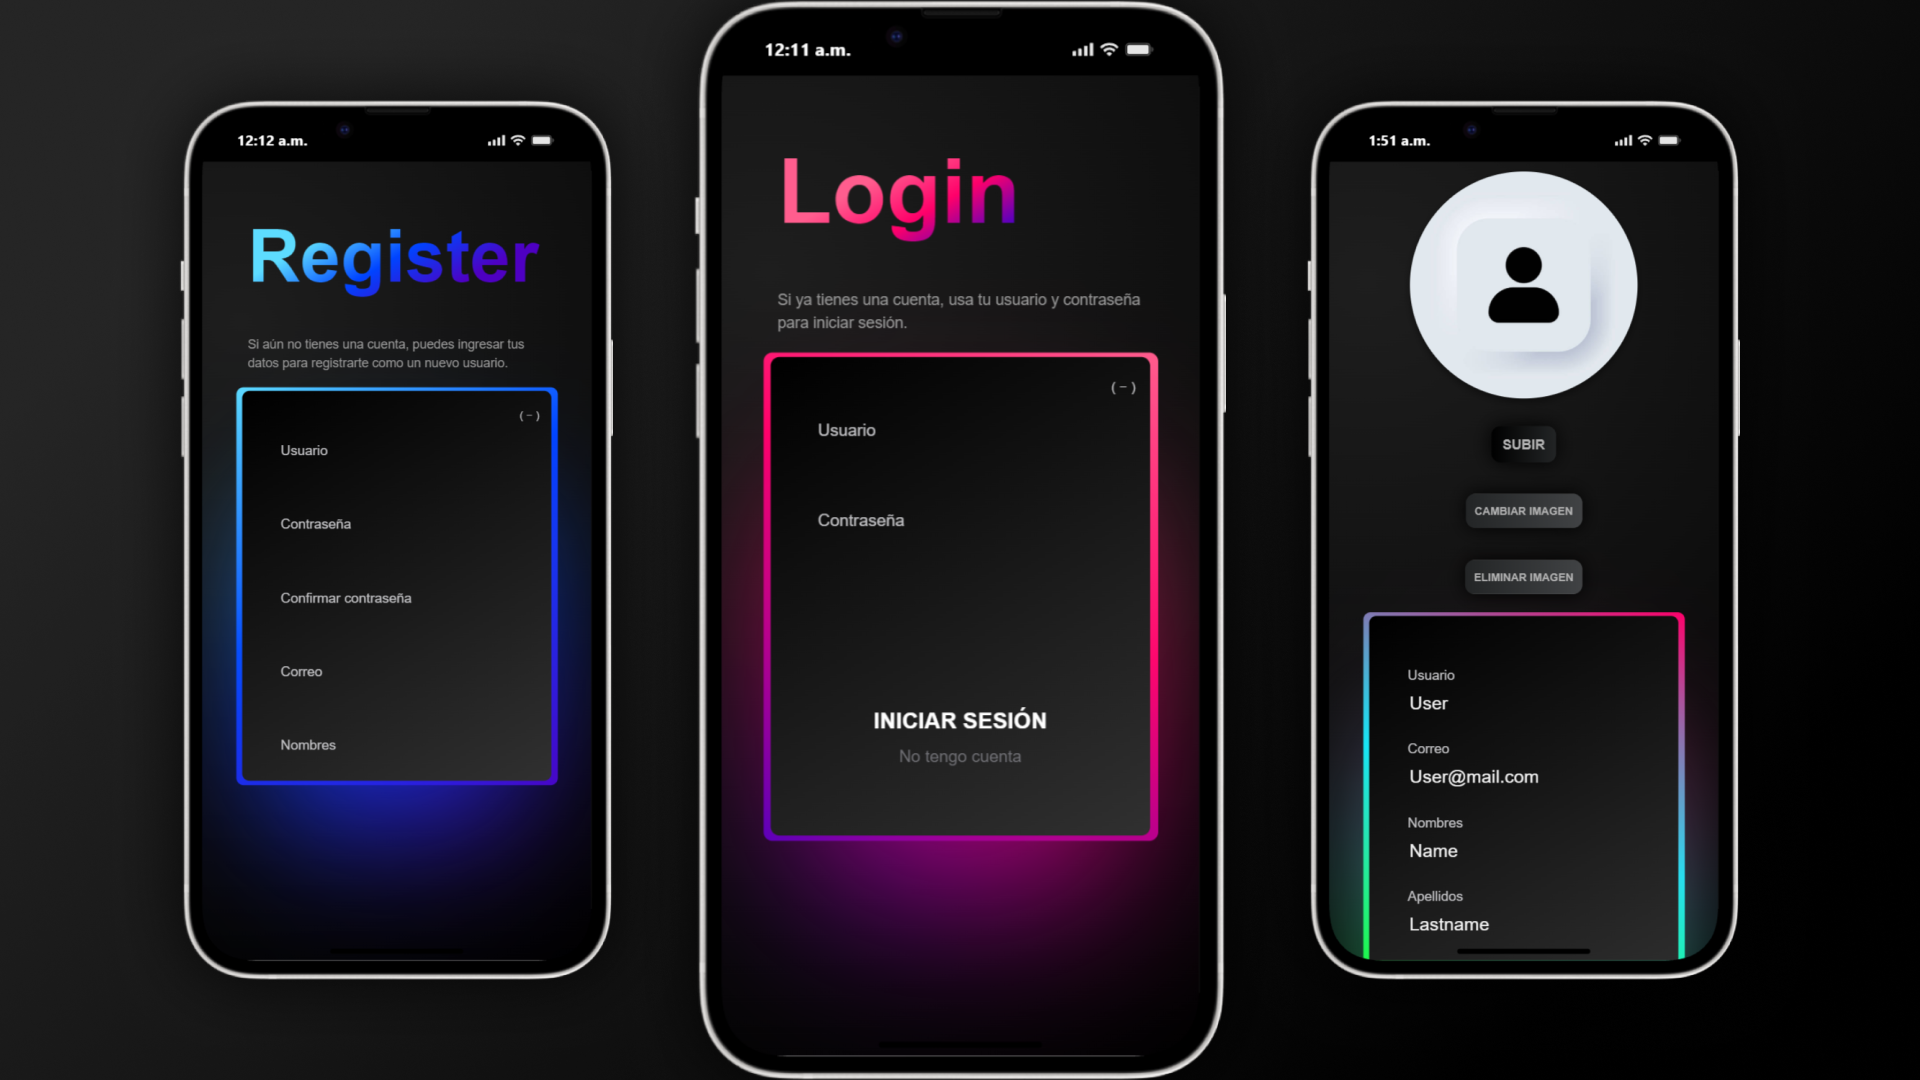 12:12 a.m.
Register
Si aún no tienes una cuenta, puedes ingresar tus
datos para registrarte como un nuevo usuario.
( − )
Usuario
Contraseña
Confirmar contraseña
Correo
Nombres
12:11 a.m.
Login
Si ya tienes una cuenta, usa tu usuario y contraseña
para iniciar sesión.
( − )
Usuario
Contraseña
INICIAR SESIÓN
No tengo cuenta
1:51 a.m.
SUBIR
CAMBIAR IMAGEN
ELIMINAR IMAGEN
Usuario
User
Correo
User@mail.com
Nombres
Name
Apellidos
Lastname